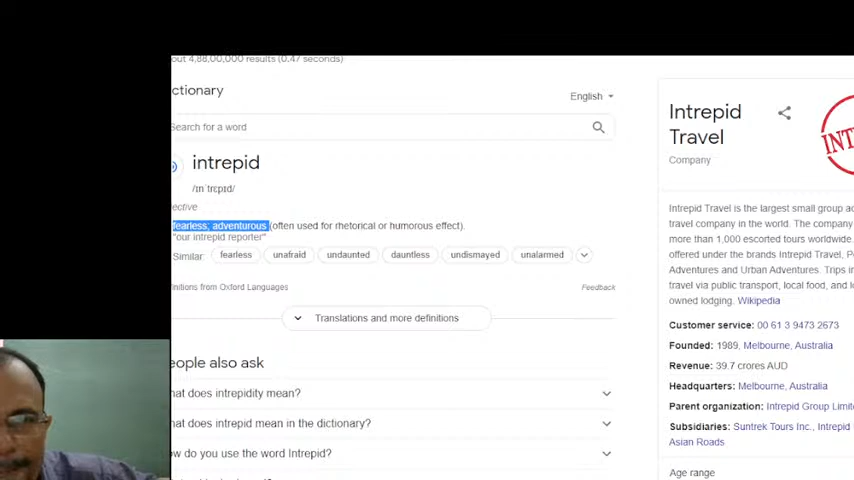 out 4,88,00,000 results (0.47 seconds)
ctionary
English
Search for a word
intrepid
/ɪnˈtrɛpɪd/
ective
fearless; adventurous (often used for rhetorical or humorous effect).
"our intrepid reporter"
Similar: fearless unafraid undaunted dauntless undismayed unalarmed
finitions from Oxford Languages
Feedback
Translations and more definitions
eople also ask
hat does intrepidity mean?
hat does intrepid mean in the dictionary?
ow do you use the word Intrepid?
Intrepid
Travel
Company
INT
Intrepid Travel is the largest small group a
travel company in the world. The company
more than 1,000 escorted tours worldwide.
offered under the brands Intrepid Travel, P
Adventures and Urban Adventures. Trips i
travel via public transport, local food, and l
owned lodging. Wikipedia
Customer service: 00 61 3 9473 2673
Founded: 1989, Melbourne, Australia
Revenue: 39.7 crores AUD
Headquarters: Melbourne, Australia
Parent organization: Intrepid Group Limit
Subsidiaries: Suntrek Tours Inc., Intrepid
Asian Roads
Age range